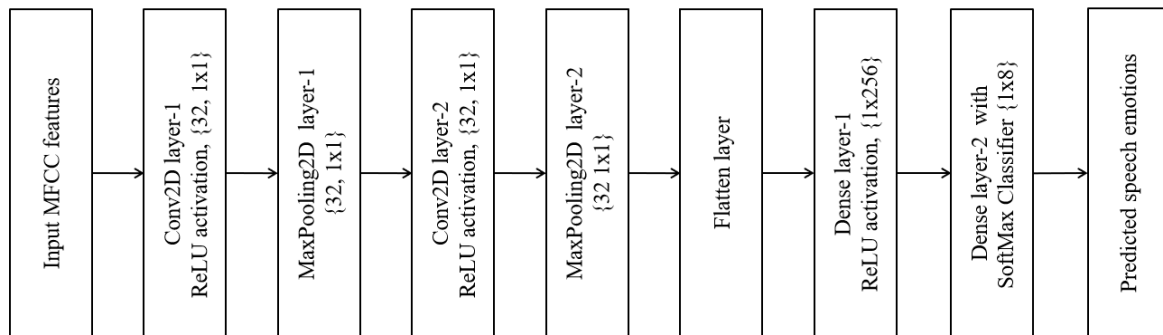 Input MFCC features
Conv2D layer-1
ReLU activation, {32, 1x1}
MaxPooling2D layer-1
{32, 1x1}
Conv2D layer-2
ReLU activation, {32, 1x1}
MaxPooling2D layer-2
{32 1x1}
Flatten layer
Dense layer-1
ReLU activation, {1x256}
Dense layer-2 with
SoftMax Classifier {1x8}
Predicted speech emotions